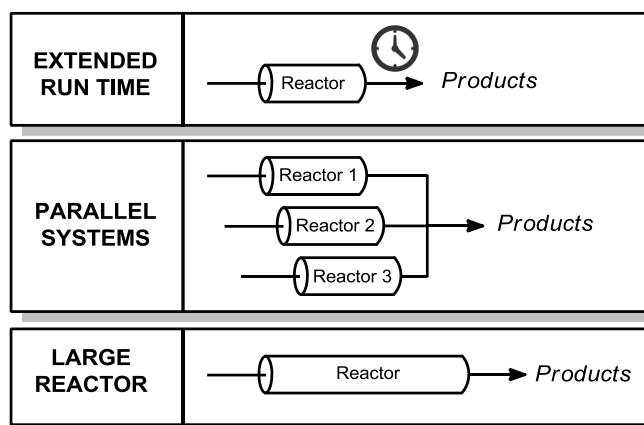 EXTENDED
RUN TIME
Reactor
Products
PARALLEL
SYSTEMS
Reactor 1
Reactor 2
Reactor 3
Products
LARGE
REACTOR
Reactor
Products